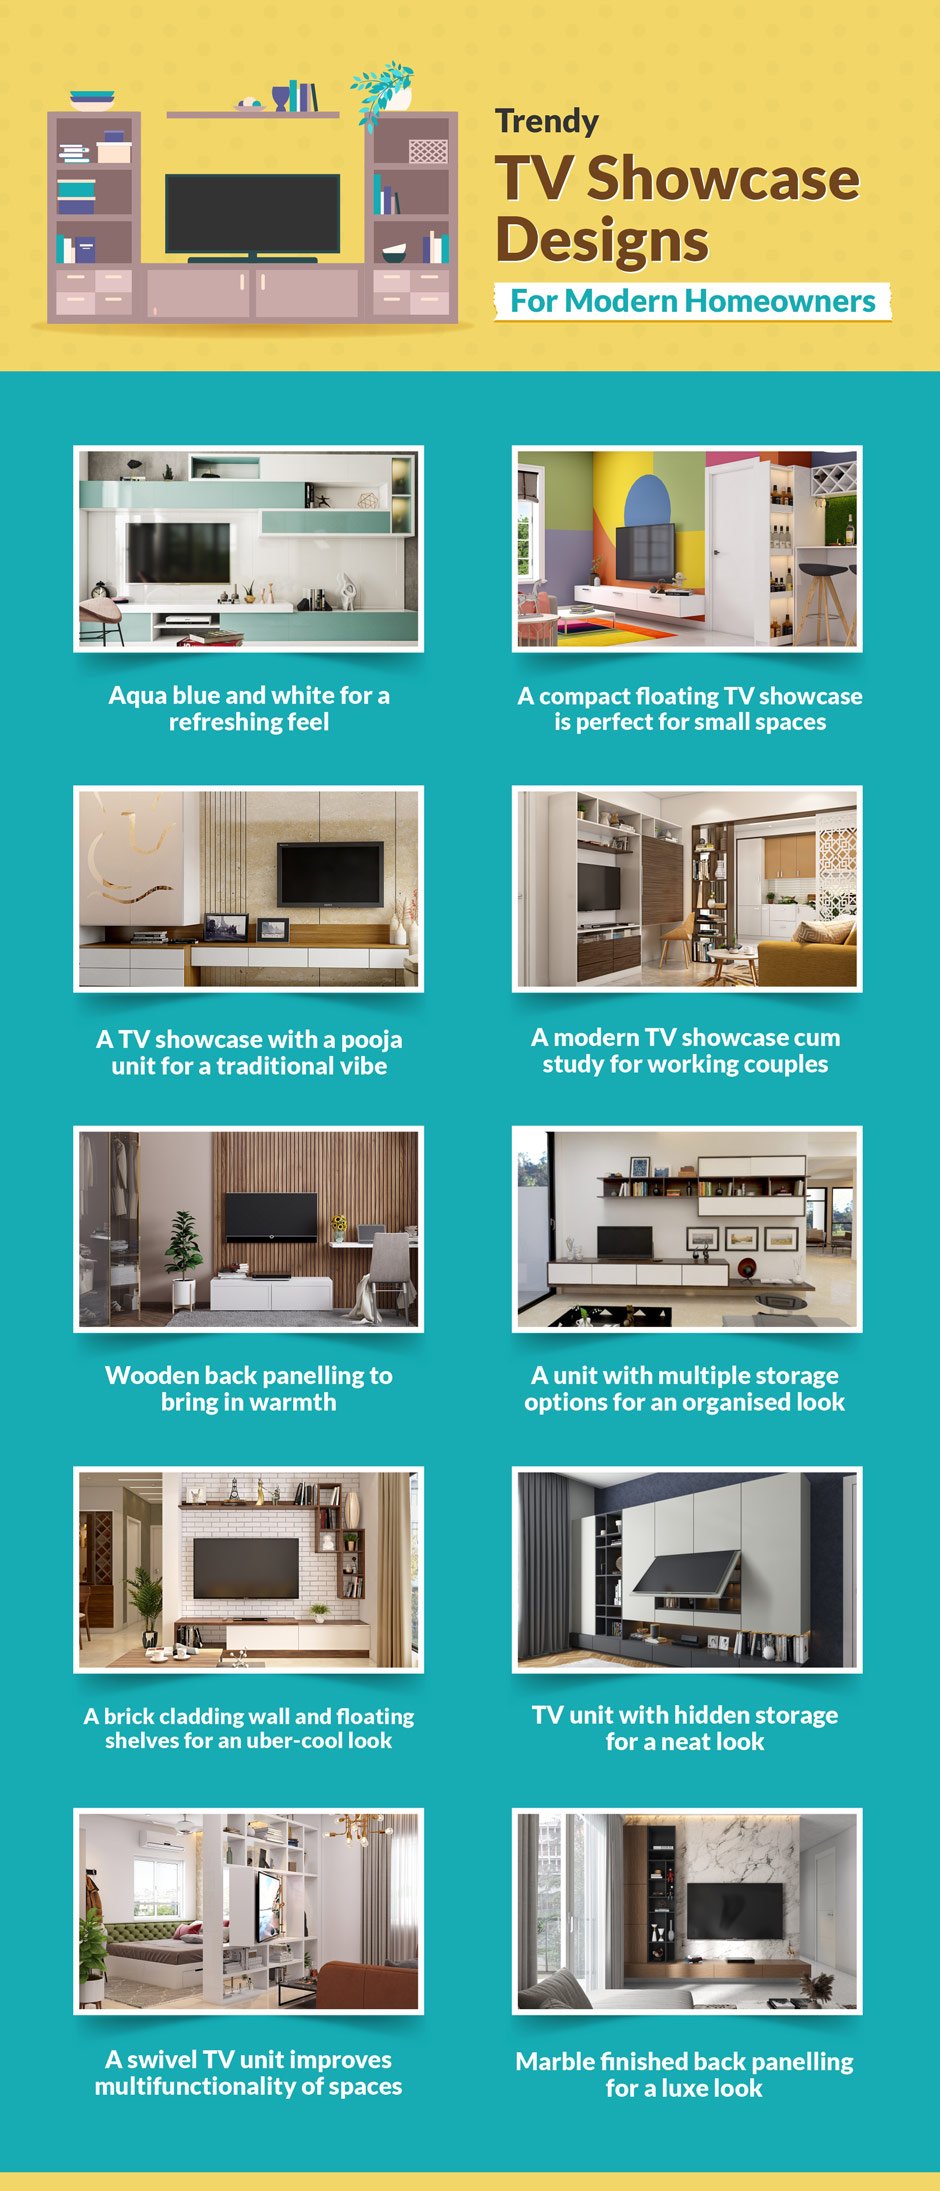 Trendy
TV Showcase
Designs
For Modern Homeowners
Aqua blue and white for a
refreshing feel
A compact floating TV showcase
is perfect for small spaces
A TV showcase with a pooja
unit for a traditional vibe
A modern TV showcase cum
study for working couples
Wooden back panelling to
bring in warmth
A unit with multiple storage
options for an organised look
A brick cladding wall and floating
shelves for an uber-cool look
TV unit with hidden storage
for a neat look
A swivel TV unit improves
multifunctionality of spaces
Marble finished back panelling
for a luxe look